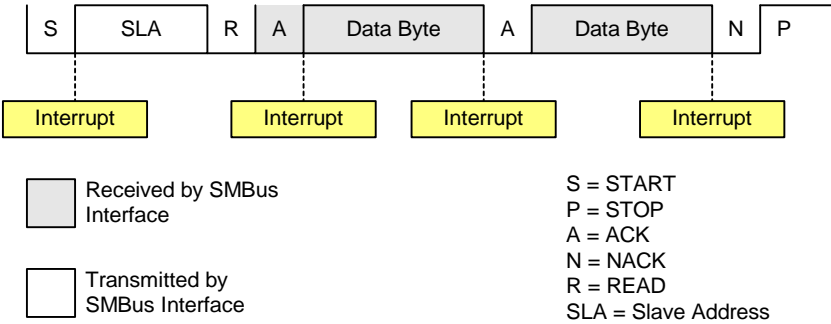 S SLA R A Data Byte A Data Byte N P
Interrupt Interrupt Interrupt Interrupt
Received by SMBus
Interface
Transmitted by
SMBus Interface
S = START
P = STOP
A = ACK
N = NACK
R = READ
SLA = Slave Address